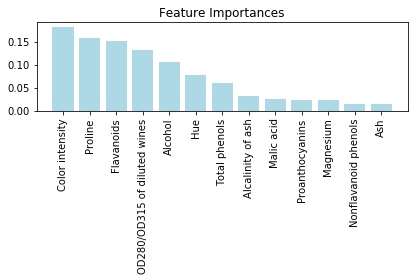 Feature Importances
0.15
0.10
0.05
0.00
Color intensity
Proline
Flavanoids
OD280/OD315 of diluted wines
Alcohol
Hue
Total phenols
Alcalinity of ash
Malic acid
Proanthocyanins
Magnesium
Nonflavanoid phenols
Ash